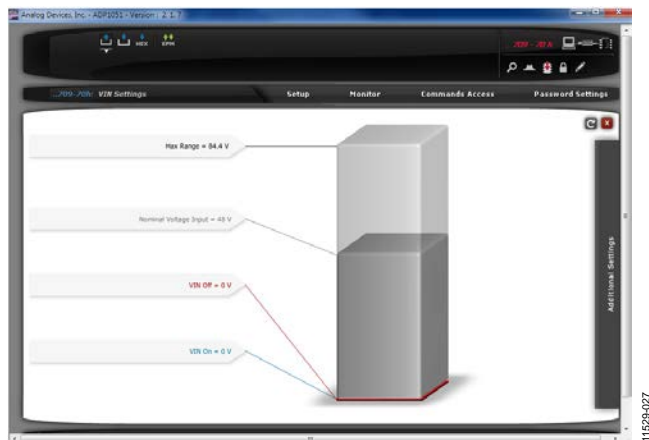 Analog Devices, Inc. - ADP1051 - Version : 2. 1. 7
HEX
EPM
VIN Settings
Setup
Monitor
Commands Access
Password Settings
Max Range = 84.4 V
Nominal Voltage Input = 48 V
VIN Off = 0 V
VIN On = 0 V
Additional Settings
11529-027